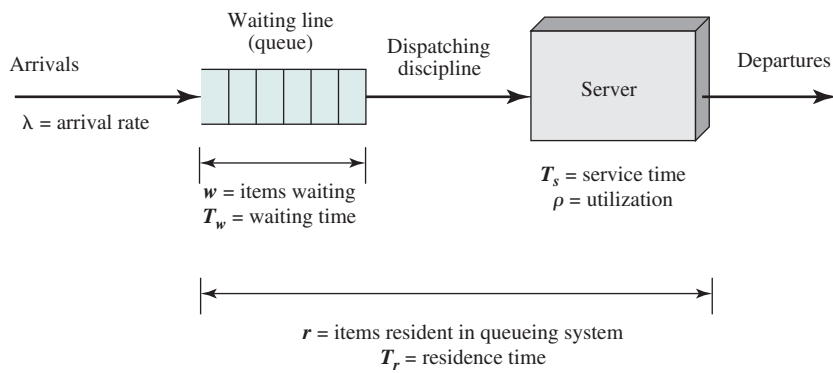 Waiting line
(queue)
Dispatching
discipline
Arrivals
Server
Departures
λ = arrival rate
w = items waiting
T_w = waiting time
T_s = service time
ρ = utilization
r = items resident in queueing system
T_r = residence time